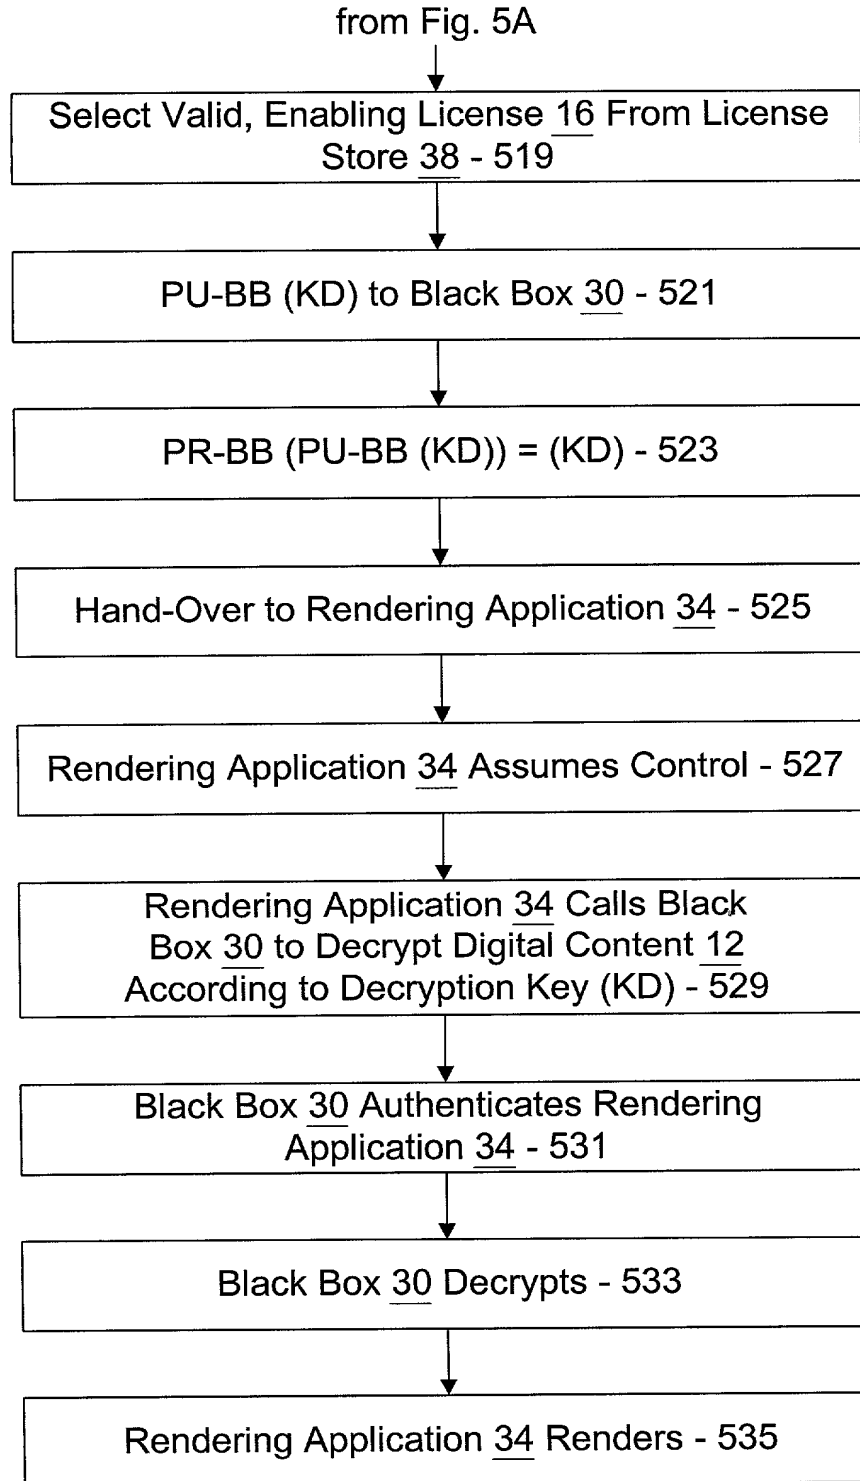 from Fig. 5A
Select Valid, Enabling License 16 From License
Store 38 - 519
PU-BB (KD) to Black Box 30 - 521
PR-BB (PU-BB (KD)) = (KD) - 523
Hand-Over to Rendering Application 34 - 525
Rendering Application 34 Assumes Control - 527
Rendering Application 34 Calls Black
Box 30 to Decrypt Digital Content 12
According to Decryption Key (KD) - 529
Black Box 30 Authenticates Rendering
Application 34 - 531
Black Box 30 Decrypts - 533
Rendering Application 34 Renders - 535